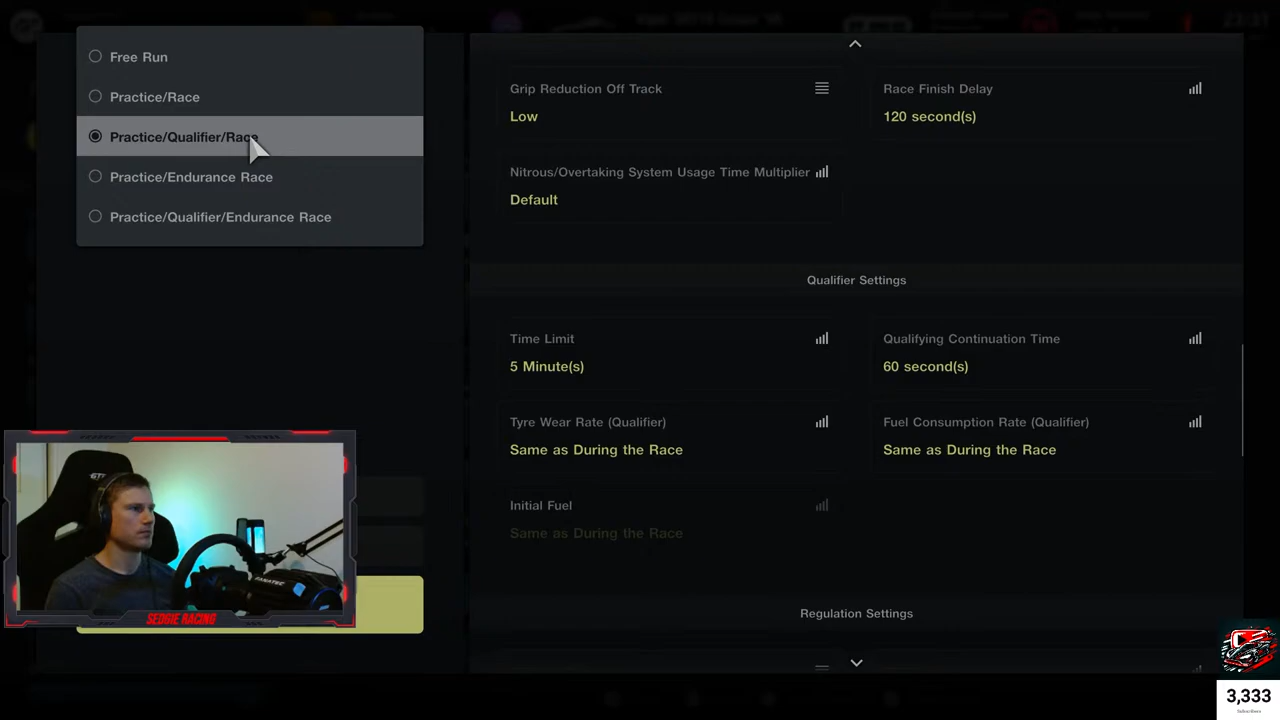 Free Run
Practice/Race
Practice/Qualifier/Race
Practice/Endurance Race
Practice/Qualifier/Endurance Race
Grip Reduction Off Track
Low
Race Finish Delay
120 second(s)
Nitrous/Overtaking System Usage Time Multiplier
Default
Qualifier Settings
Time Limit
5 Minute(s)
Qualifying Continuation Time
60 second(s)
Tyre Wear Rate (Qualifier)
Same as During the Race
Fuel Consumption Rate (Qualifier)
Same as During the Race
Initial Fuel
Same as During the Race
Regulation Settings
FANATEC
SEDGIE RACING
3,333
Subscribers